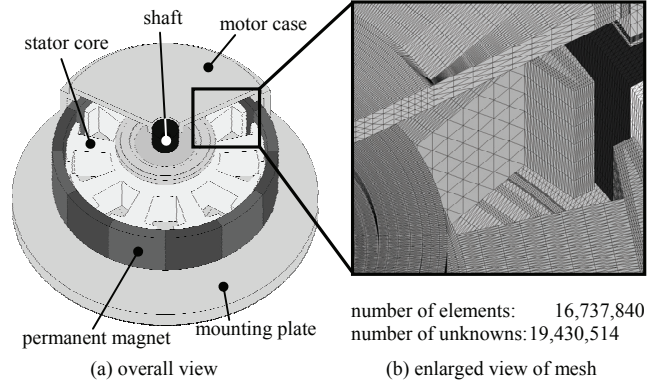 shaft
motor case
stator core
permanent magnet
mounting plate
(a) overall view
number of elements: 16,737,840
number of unknowns: 19,430,514
(b) enlarged view of mesh